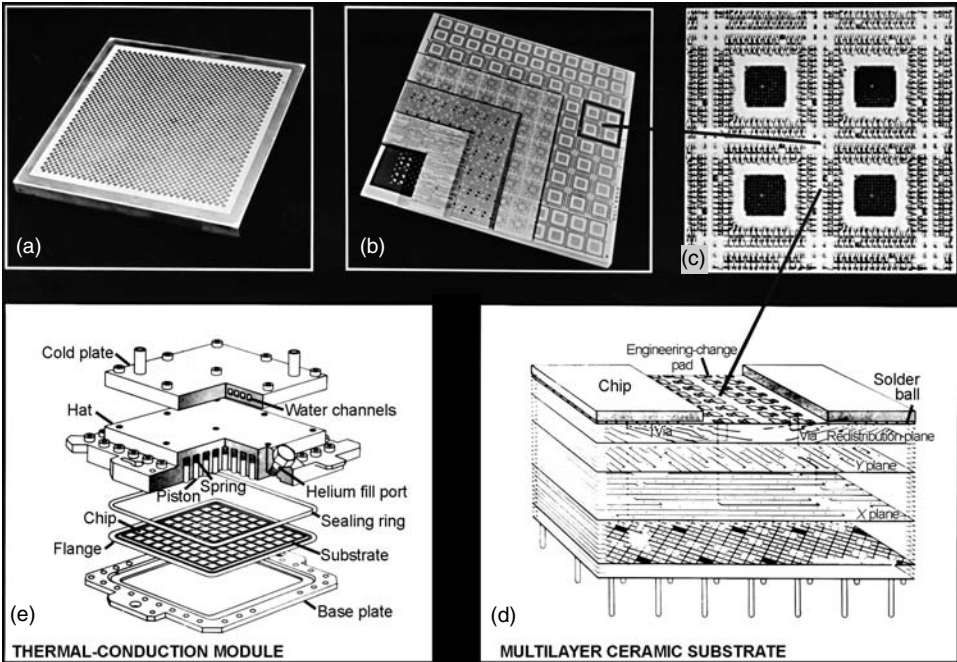 (a)
(b)
(c)
Cold plate
Water channels
Hat
Spring
Piston
Helium fill port
Chip
Sealing ring
Flange
Substrate
Base plate
(e)
THERMAL-CONDUCTION MODULE
Engineering-change
pad
Chip
Solder
ball
Via
Via
Redistribution-plane
Y plane
X plane
(d)
MULTILAYER CERAMIC SUBSTRATE